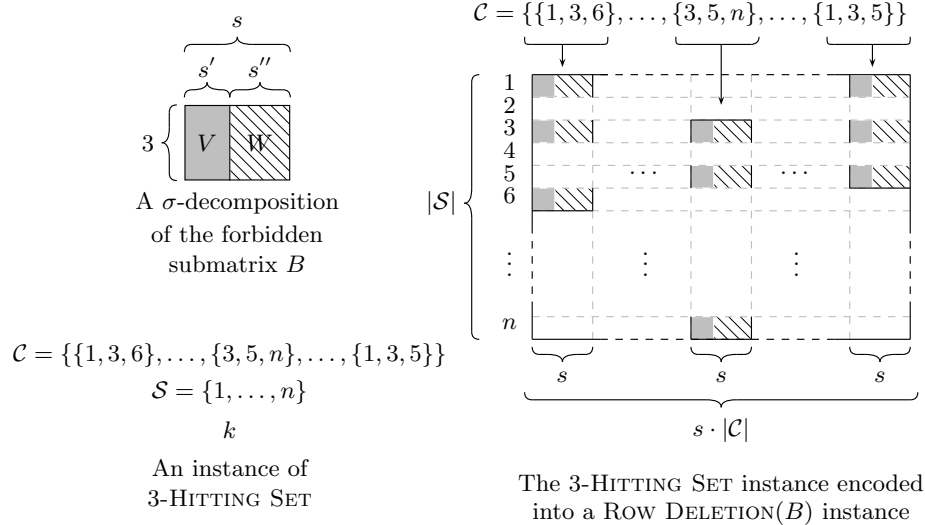 s
s′ s″
3 V W
A σ-decomposition
of the forbidden
submatrix B
C = {{1, 3, 6}, . . . , {3, 5, n}, . . . , {1, 3, 5}}
S = {1, . . . , n}
k
An instance of
3-HITTING SET
C = {{1, 3, 6}, . . . , {3, 5, n}, . . . , {1, 3, 5}}
1
2
3
4
5 · · · · · ·
|S| 6
⋮ ⋮ ⋮
n
s s s
s · |C|
The 3-HITTING SET instance encoded
into a ROW DELETION(B) instance